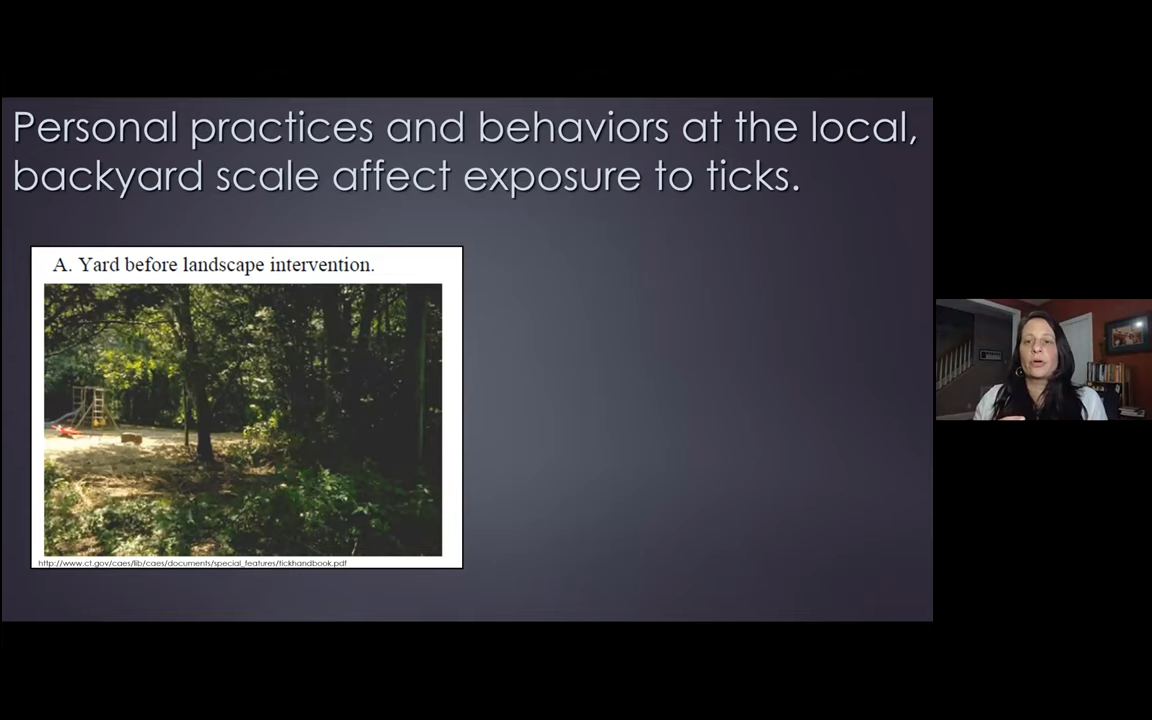 Personal practices and behaviors at the local,
backyard scale affect exposure to ticks.
A. Yard before landscape intervention.
http://www.ct.gov/caes/lib/caes/documents/special_features/tickhandbook.pdf